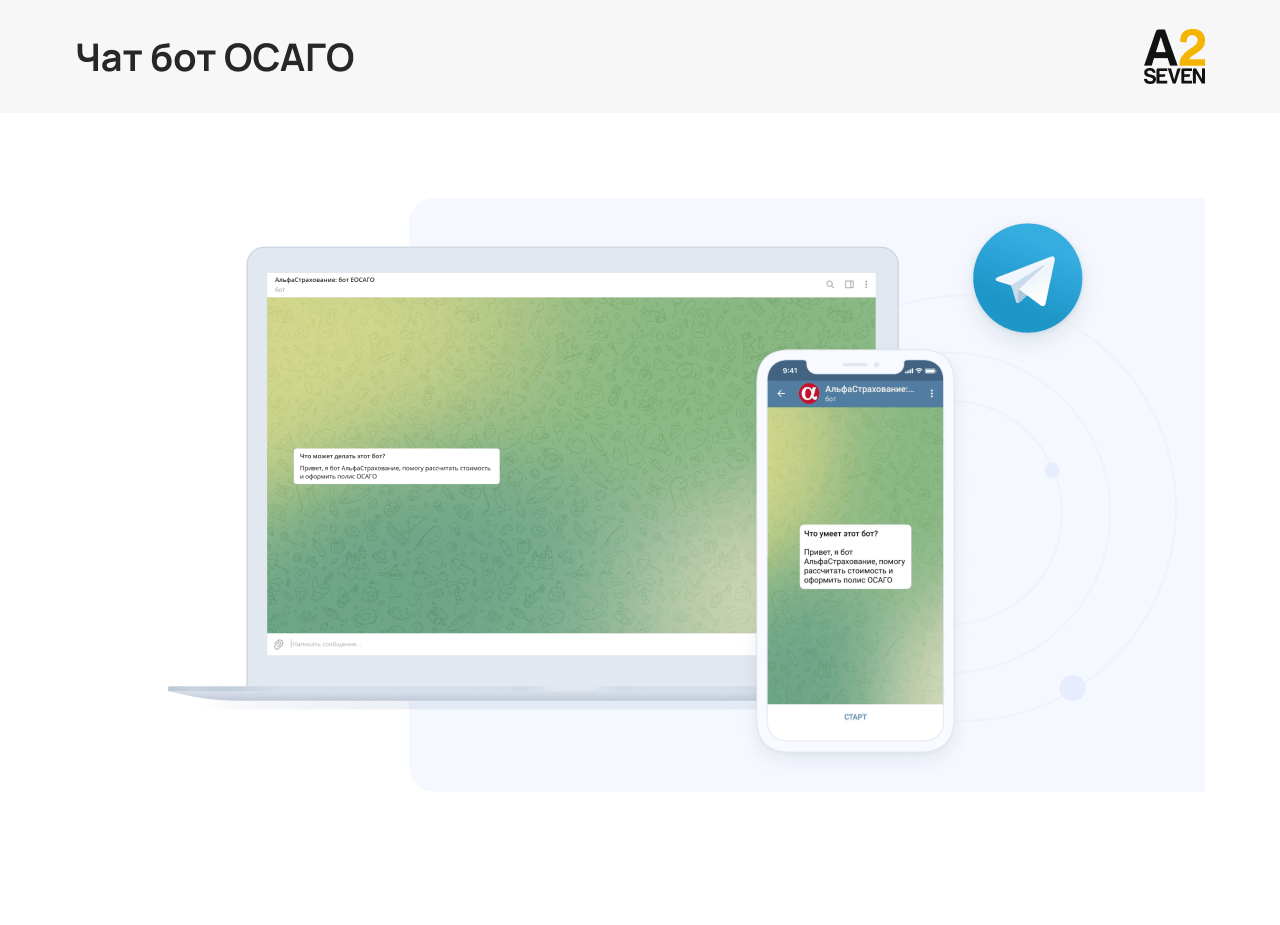 Чат бот ОСАГО
A2
SEVEN
АльфаСтрахование: бот ЕОСАГО
бот
Что может делать этот бот?
Привет, я бот АльфаСтрахование, помогу рассчитать стоимость
и оформить полис ОСАГО
Написать сообщение...
9:41
α
АльфаСтрахование:...
бот
Что умеет этот бот?
Привет, я бот
АльфаСтрахование, помогу
рассчитать стоимость и
оформить полис ОСАГО
СТАРТ